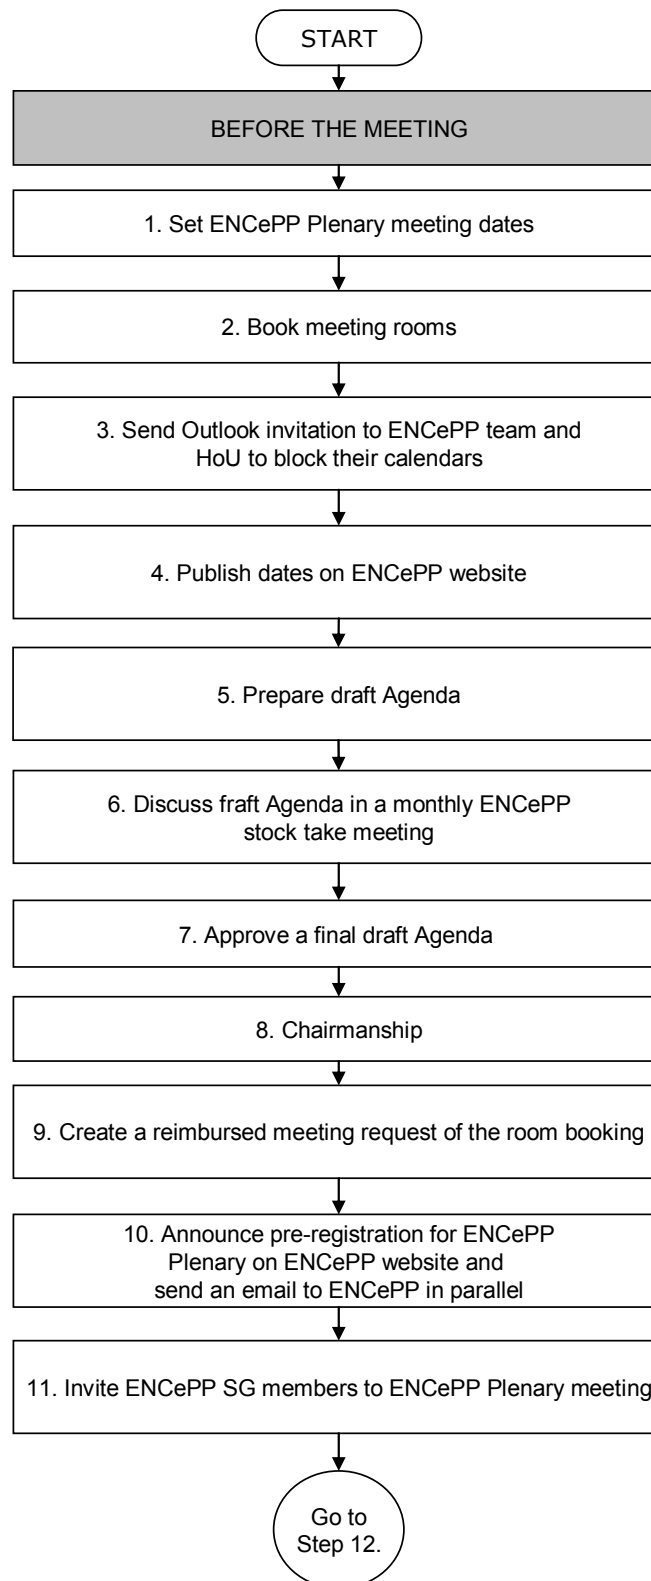 START
BEFORE THE MEETING
1. Set ENCePP Plenary meeting dates
2. Book meeting rooms
3. Send Outlook invitation to ENCePP team and
HoU to block their calendars
4. Publish dates on ENCePP website
5. Prepare draft Agenda
6. Discuss fraft Agenda in a monthly ENCePP
stock take meeting
7. Approve a final draft Agenda
8. Chairmanship
9. Create a reimbursed meeting request of the room booking
10. Announce pre-registration for ENCePP
Plenary on ENCePP website and
send an email to ENCePP in parallel
11. Invite ENCePP SG members to ENCePP Plenary meeting
Go to
Step 12.